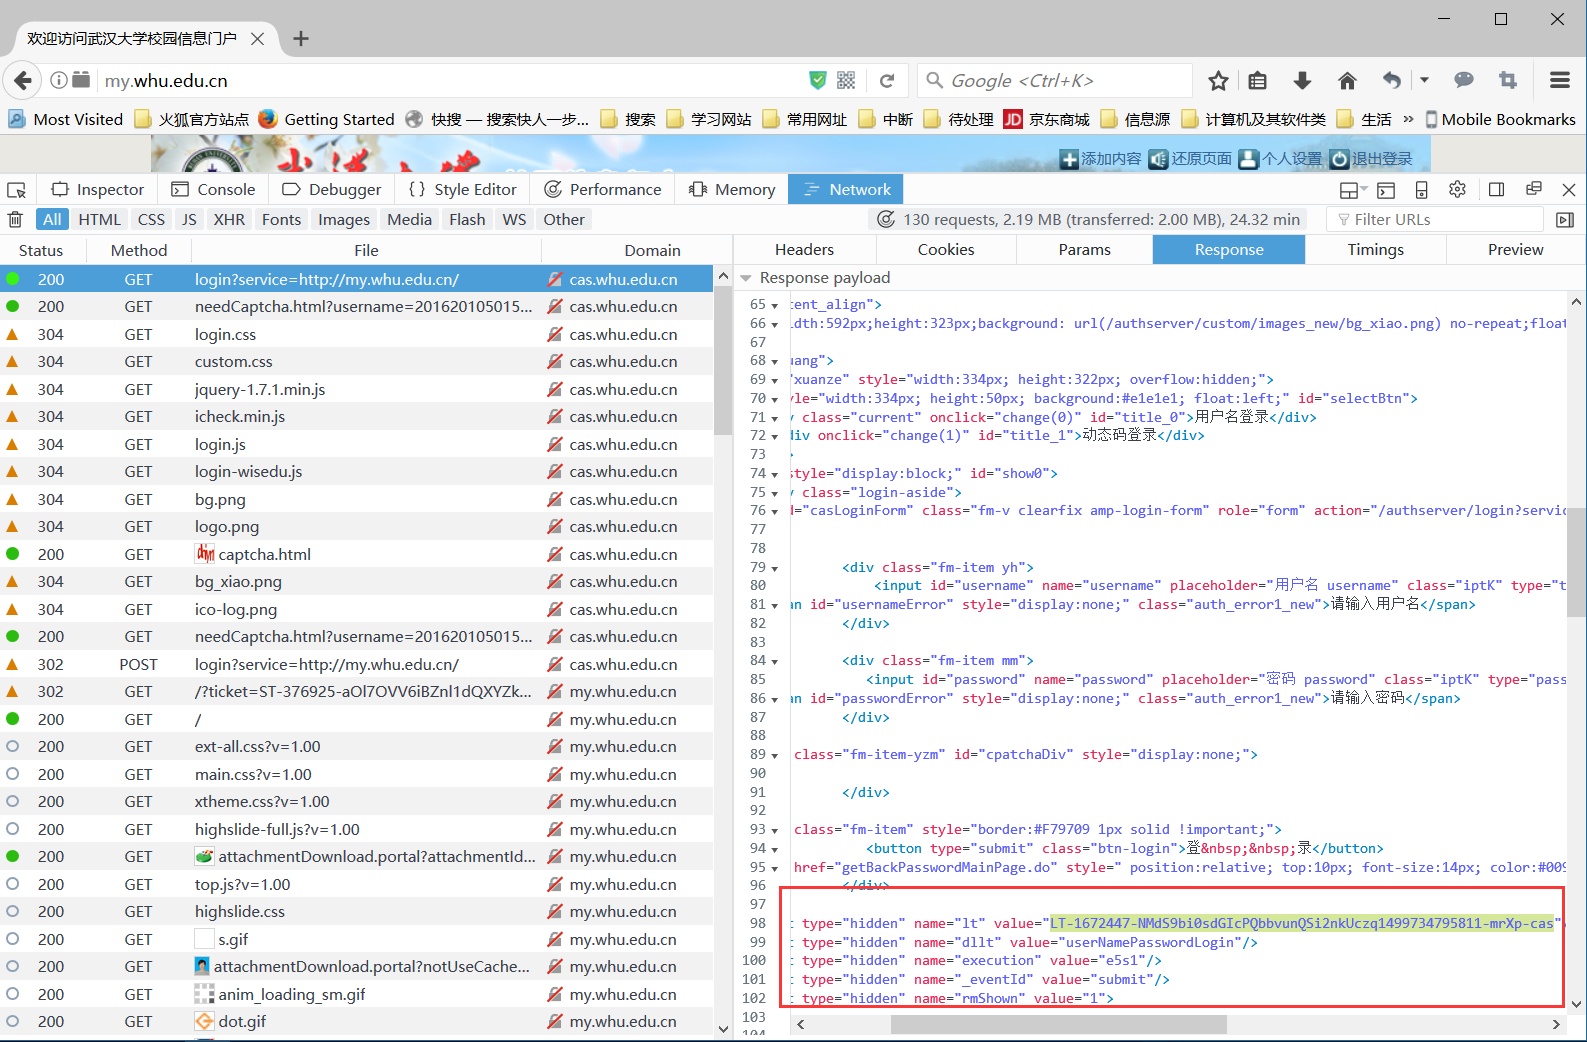 欢迎访问武汉大学校园信息门户
my.whu.edu.cn
Google <Ctrl+K>
Most Visited 火狐官方站点 Getting Started 快搜 — 搜索快人一步... 搜索 学习网站 常用网址 中断 待处理 JD 京东商城 信息源 计算机及其软件类 生活 » Mobile Bookmarks
添加内容 还原页面 个人设置 退出登录
Inspector Console Debugger Style Editor Performance Memory Network
All HTML CSS JS XHR Fonts Images Media Flash WS Other 130 requests, 2.19 MB (transferred: 2.00 MB), 24.32 min Filter URLs
Status Method File Domain
200 GET login?service=http://my.whu.edu.cn/ cas.whu.edu.cn
200 GET needCaptcha.html?username=201620105015... cas.whu.edu.cn
304 GET login.css cas.whu.edu.cn
304 GET custom.css cas.whu.edu.cn
304 GET jquery-1.7.1.min.js cas.whu.edu.cn
304 GET icheck.min.js cas.whu.edu.cn
304 GET login.js cas.whu.edu.cn
304 GET login-wisedu.js cas.whu.edu.cn
304 GET bg.png cas.whu.edu.cn
304 GET logo.png cas.whu.edu.cn
200 GET captcha.html cas.whu.edu.cn
304 GET bg_xiao.png cas.whu.edu.cn
304 GET ico-log.png cas.whu.edu.cn
200 GET needCaptcha.html?username=201620105015... cas.whu.edu.cn
302 POST login?service=http://my.whu.edu.cn/ cas.whu.edu.cn
302 GET /?ticket=ST-376925-aOl7OVV6iBZnl1dQXYZk... my.whu.edu.cn
200 GET / my.whu.edu.cn
200 GET ext-all.css?v=1.00 my.whu.edu.cn
200 GET main.css?v=1.00 my.whu.edu.cn
200 GET xtheme.css?v=1.00 my.whu.edu.cn
200 GET highslide-full.js?v=1.00 my.whu.edu.cn
200 GET attachmentDownload.portal?attachmentId... my.whu.edu.cn
200 GET top.js?v=1.00 my.whu.edu.cn
200 GET highslide.css my.whu.edu.cn
200 GET s.gif my.whu.edu.cn
200 GET attachmentDownload.portal?notUseCache... my.whu.edu.cn
200 GET anim_loading_sm.gif my.whu.edu.cn
200 GET dot.gif my.whu.edu.cn
Headers Cookies Params Response Timings Preview
Response payload
65 tent_align">
66 idth:592px;height:323px;background: url(/authserver/custom/images_new/bg_xiao.png) no-repeat;float
67
68 uang">
69 "xuanze" style="width:334px; height:322px; overflow:hidden;">
70 yle="width:334px; height:50px; background:#e1e1e1; float:left;" id="selectBtn">
71 v class="current" onclick="change(0)" id="title_0">用户名登录</div>
72 div onclick="change(1)" id="title_1">动态码登录</div>
73 >
74 style="display:block;" id="show0">
75 v class="login-aside">
76 d="casLoginForm" class="fm-v clearfix amp-login-form" role="form" action="/authserver/login?servic
77
78
79 <div class="fm-item yh">
80 <input id="username" name="username" placeholder="用户名 username" class="iptK" type="t
81 an id="usernameError" style="display:none;" class="auth_error1_new">请输入用户名</span>
82 </div>
83
84 <div class="fm-item mm">
85 <input id="password" name="password" placeholder="密码 password" class="iptK" type="pass
86 an id="passwordError" style="display:none;" class="auth_error1_new">请输入密码</span>
87 </div>
88
89 class="fm-item-yzm" id="cpatchaDiv" style="display:none;">
90
91 </div>
92
93 class="fm-item" style="border:#F79709 1px solid !important;">
94 <button type="submit" class="btn-login">登&nbsp;&nbsp;录</button>
95 href="getBackPasswordMainPage.do" style=" position:relative; top:10px; font-size:14px; color:#009
96 </div>
97
98 t type="hidden" name="lt" value="LT-1672447-NMdS9bi0sdGIcPQbbvunQSi2nkUczq1499734795811-mrXp-cas"
99 t type="hidden" name="dllt" value="userNamePasswordLogin"/>
100 t type="hidden" name="execution" value="e5s1"/>
101 t type="hidden" name="_eventId" value="submit"/>
102 t type="hidden" name="rmShown" value="1">
103
104